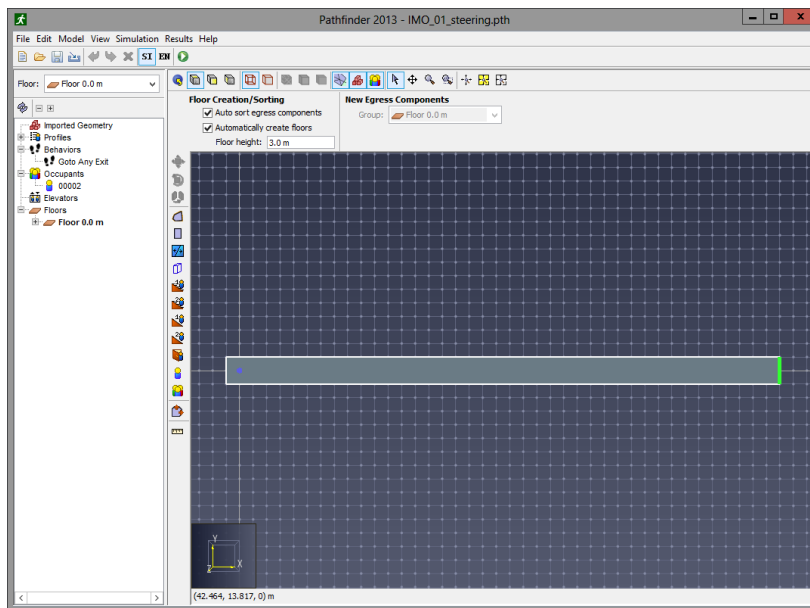 Pathfinder 2013 - IMO_01_steering.pth
File Edit Model View Simulation Results Help
SI EN
Floor: Floor 0.0 m
Floor Creation/Sorting
Auto sort egress components
Automatically create floors
Floor height: 3.0 m
New Egress Components
Group: Floor 0.0 m
Imported Geometry
Profiles
Behaviors
Goto Any Exit
Occupants
00002
Elevators
Floors
Floor 0.0 m
Y
X
Z
(42.464, 13.817, 0) m